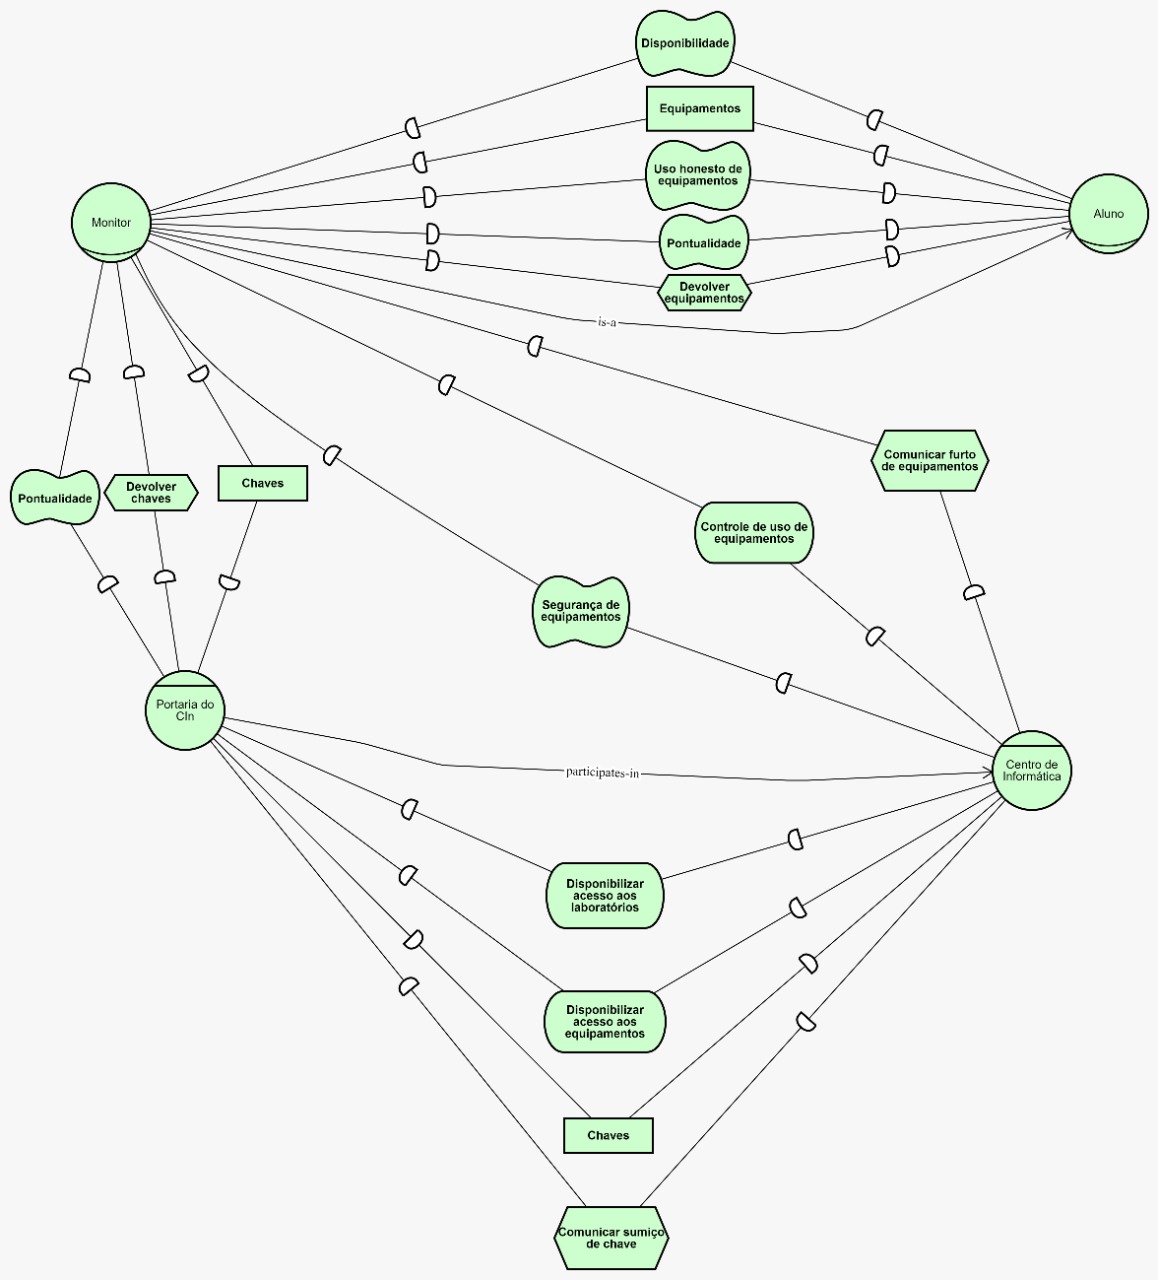 Disponibilidade
Equipamentos
Uso honesto de
equipamentos
Monitor
Aluno
Pontualidade
Devolver
equipamentos
is-a
Comunicar furto
de equipamentos
Pontualidade
Devolver
chaves
Chaves
Controle de uso de
equipamentos
Segurança de
equipamentos
Portaria do
CIn
participates-in
Centro de
Informática
Disponibilizar
acesso aos
laboratórios
Disponibilizar
acesso aos
equipamentos
Chaves
Comunicar sumiço
de chave